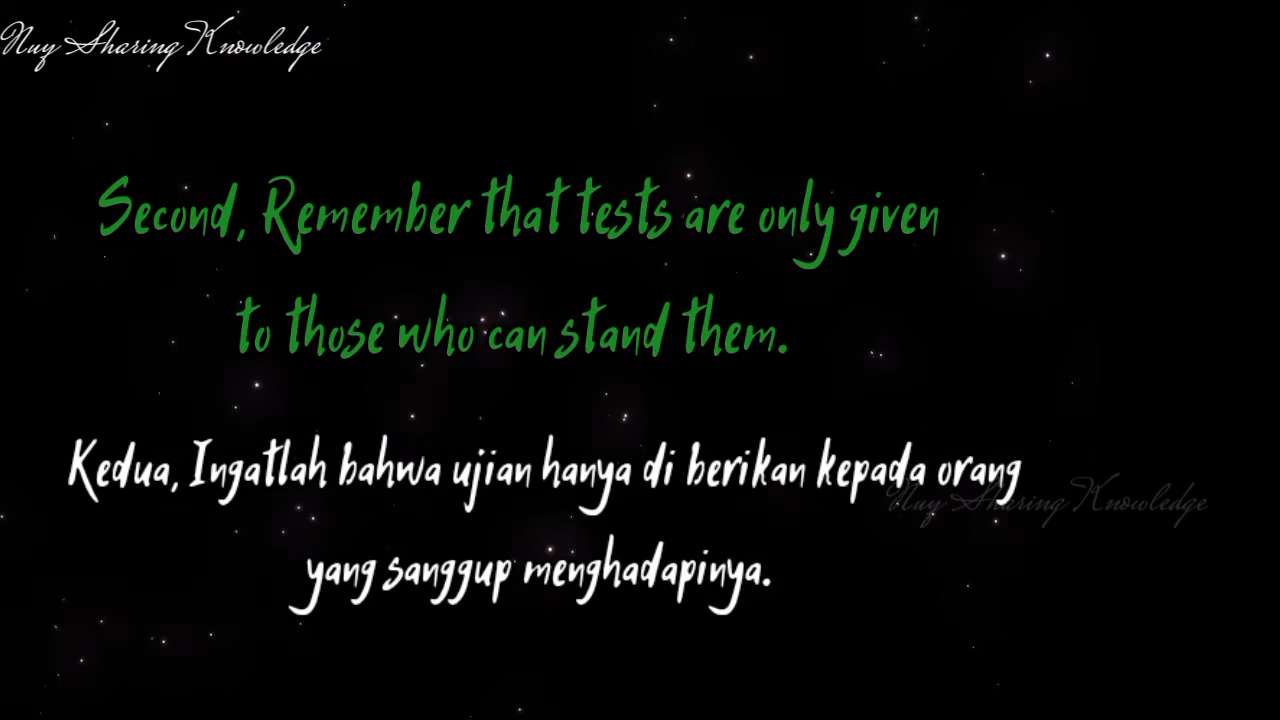 Nuy Sharing Knowledge
Second, Remember that tests are only given
to those who can stand them.
Kedua, Ingatlah bahwa ujian hanya di berikan kepada orang
Nuy Sharing Knowledge
yang sanggup menghadapinya.